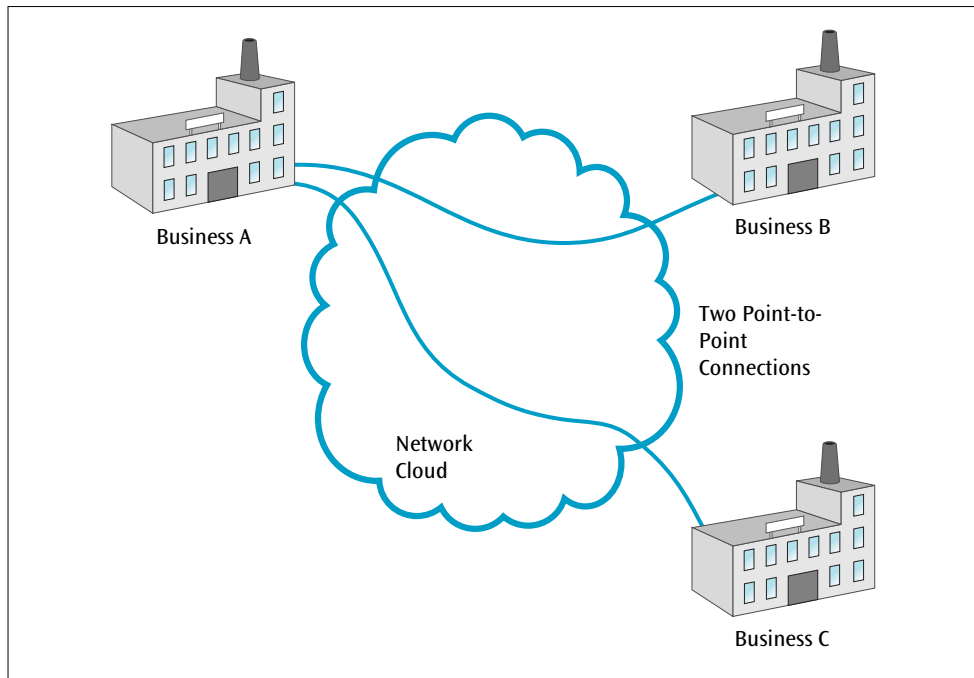 Business A
Business B
Two Point-to-
Point
Connections
Network
Cloud
Business C